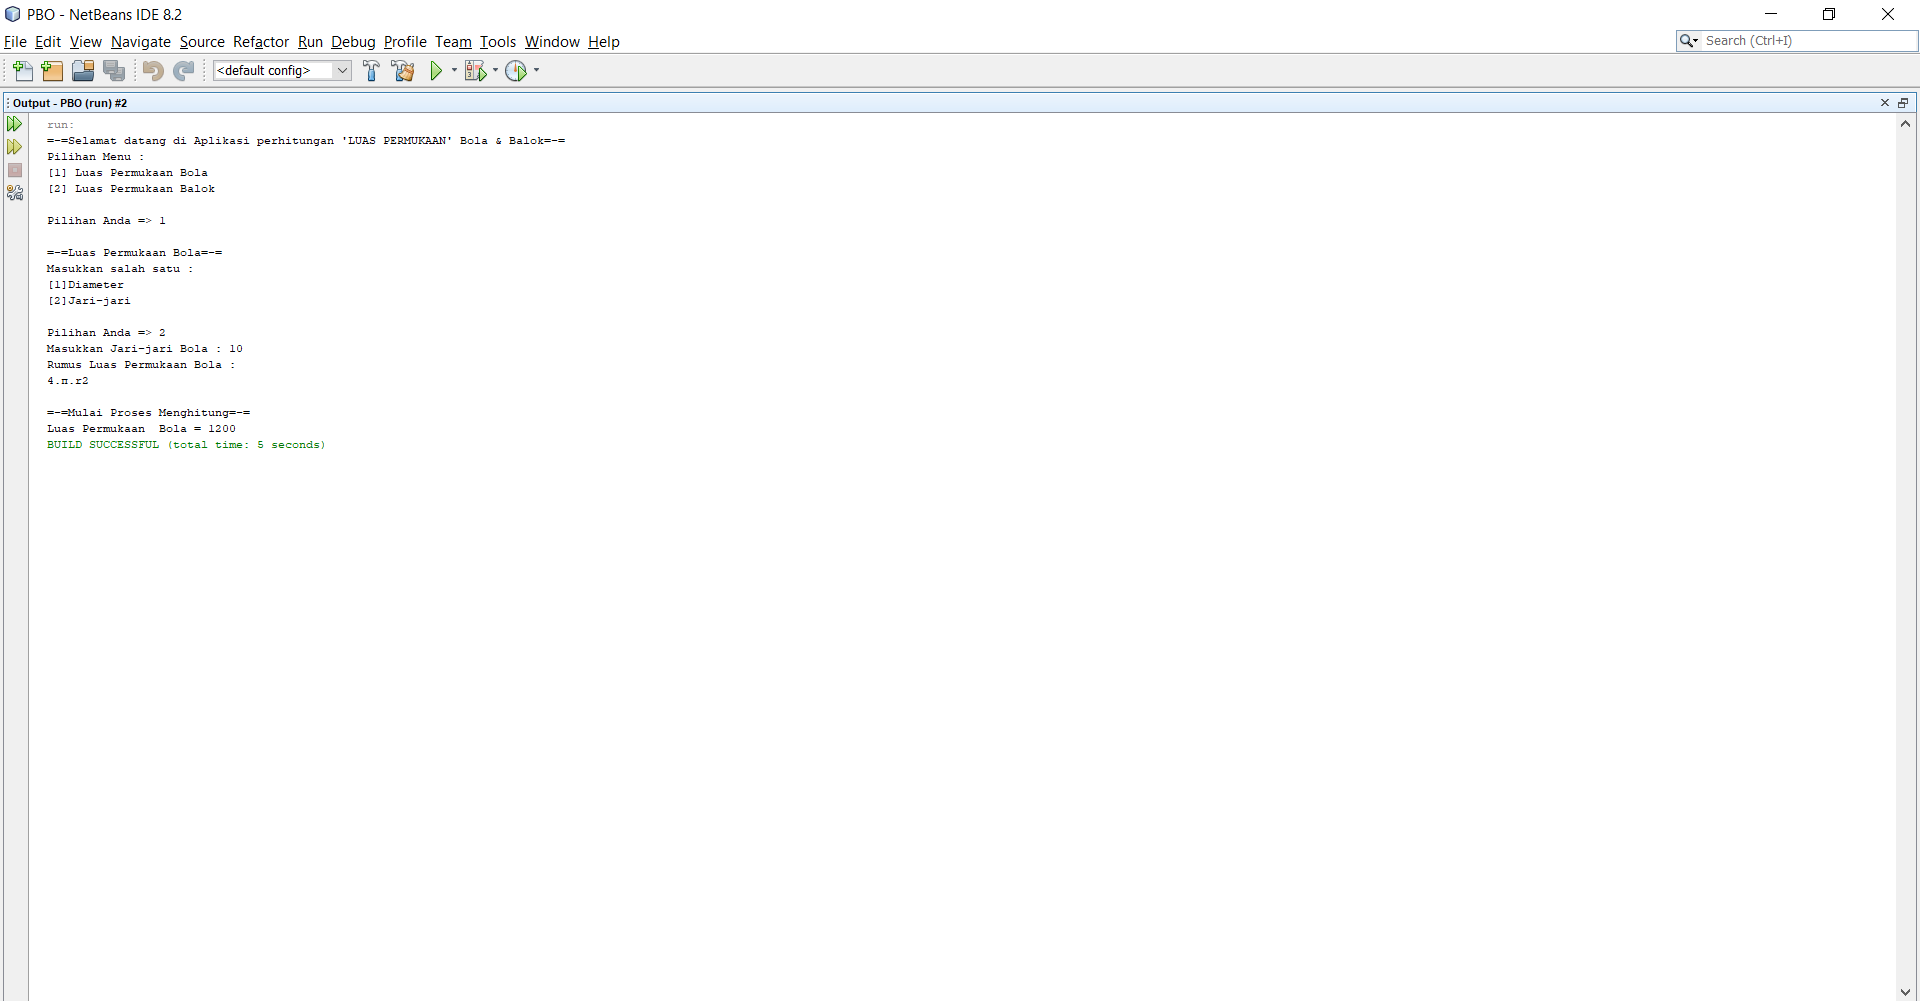 PBO - NetBeans IDE 8.2
File Edit View Navigate Source Refactor Run Debug Profile Team Tools Window Help
Search (Ctrl+I)
<default config>
Output - PBO (run) #2
run:
=-=Selamat datang di Aplikasi perhitungan 'LUAS PERMUKAAN' Bola & Balok=-=
Pilihan Menu :
[1] Luas Permukaan Bola
[2] Luas Permukaan Balok
Pilihan Anda => 1
=-=Luas Permukaan Bola=-=
Masukkan salah satu :
[1]Diameter
[2]Jari-jari
Pilihan Anda => 2
Masukkan Jari-jari Bola : 10
Rumus Luas Permukaan Bola :
4.π.r2
=-=Mulai Proses Menghitung=-=
Luas Permukaan  Bola = 1200
BUILD SUCCESSFUL (total time: 5 seconds)